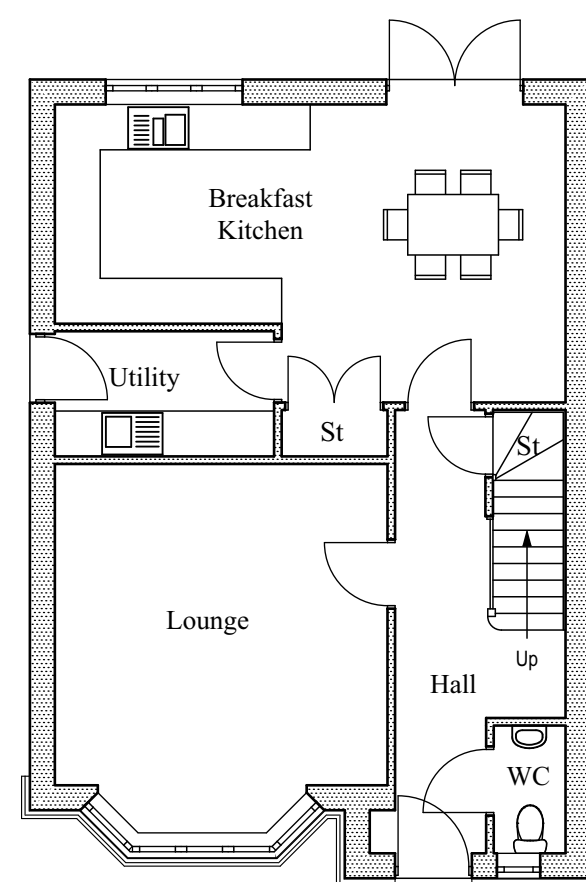 Breakfast
Kitchen
Utility
St
St
Lounge
Up
Hall
WC